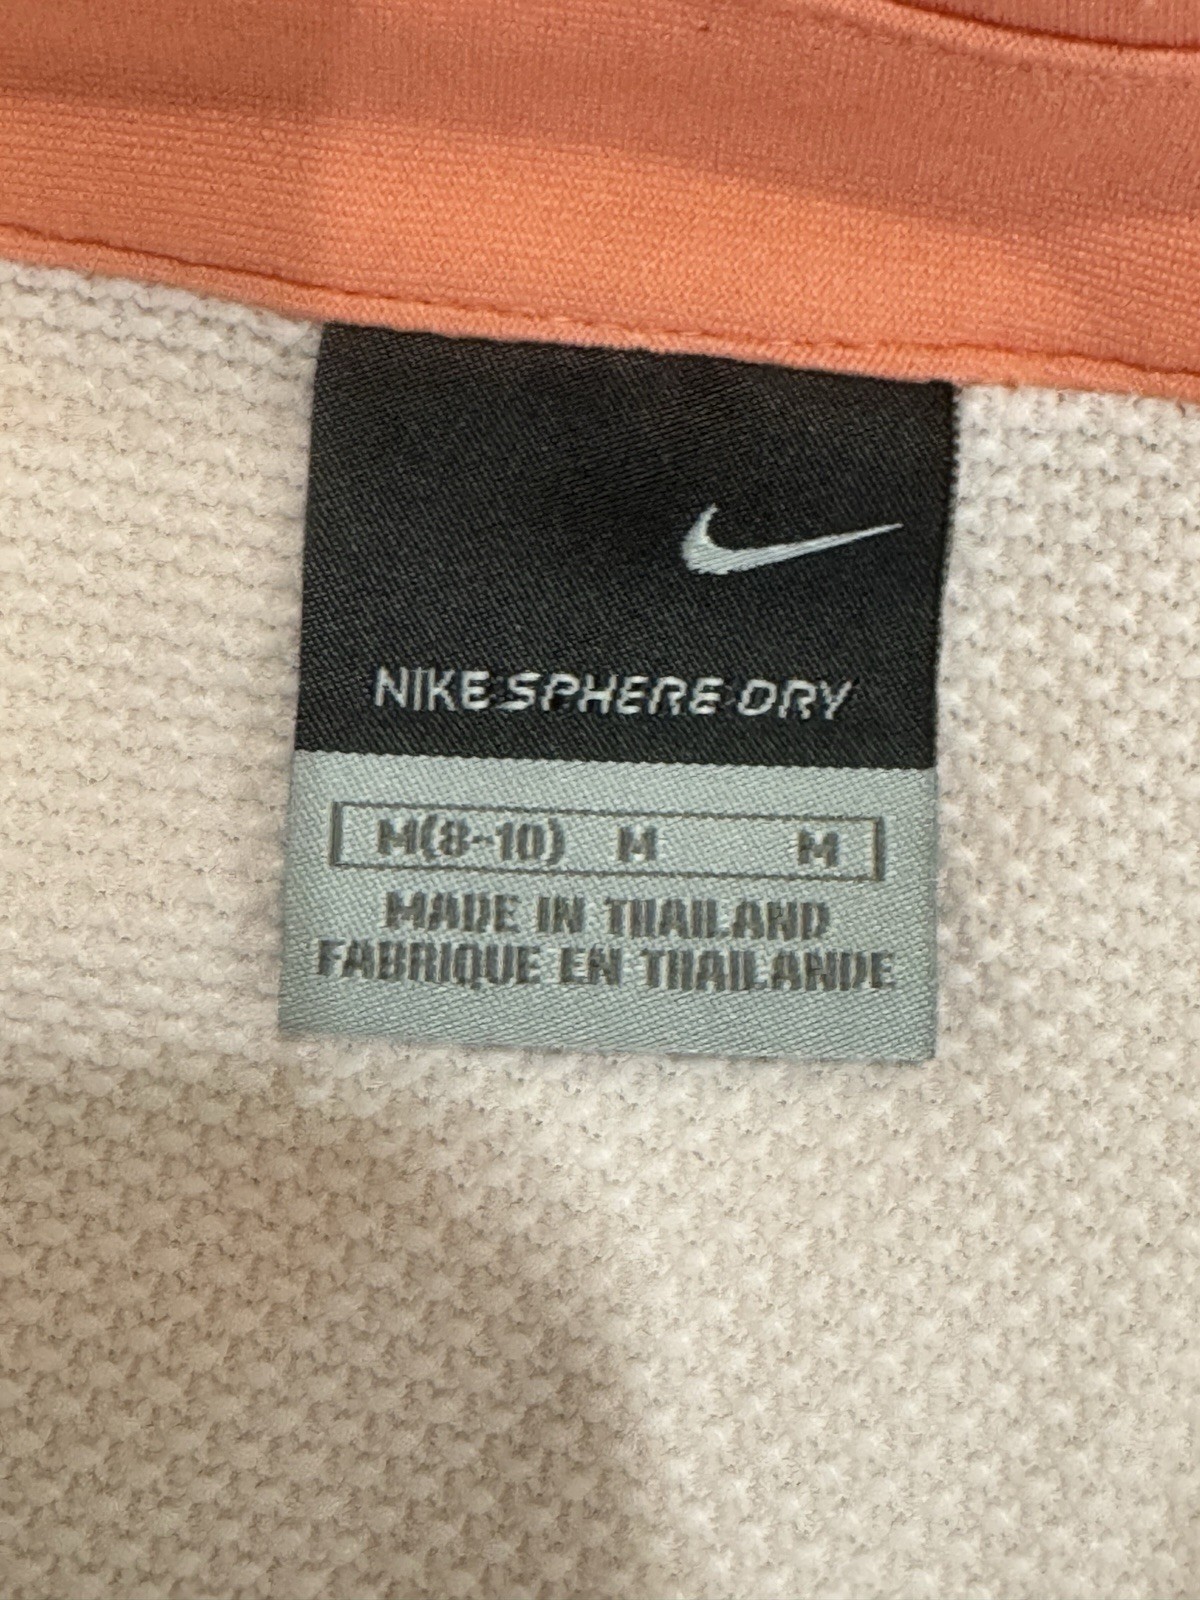 NIKE SPHERE DRY
M(8-10) M M
MADE IN THAILAND
FABRIQUE EN THAILANDE